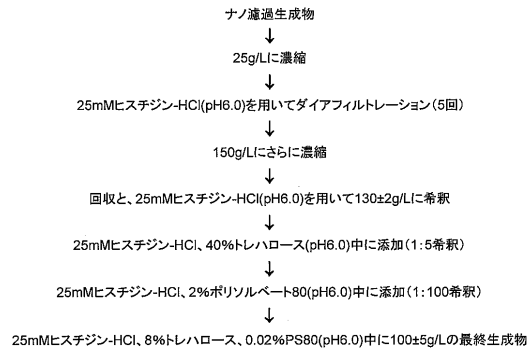 ナノ濾過生成物
↓
25g/Lに濃縮
↓
25mMヒスチジン-HCl(pH6.0)を用いてダイアフィルトレーション(5回)
↓
150g/Lにさらに濃縮
↓
回収と、25mMヒスチジン-HCl(pH6.0)を用いて130±2g/Lに希釈
↓
25mMヒスチジン-HCl、40%トレハロース(pH6.0)中に添加(1:5希釈)
↓
25mMヒスチジン-HCl、2%ポリソルベート80(pH6.0)中に添加(1:100希釈)
↓
25mMヒスチジン-HCl、8%トレハロース、0.02%PS80(pH6.0)中に100±5g/Lの最終生成物